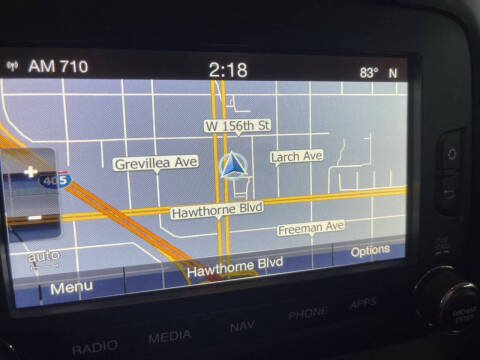 AM 710
2:18
83° N
W 156th St
Grevillea Ave
Larch Ave
+
405
Hawthorne Blvd
Freeman Ave
auto
Options
Hawthorne Blvd
Menu
RADIO
MEDIA
NAV
PHONE
APPS